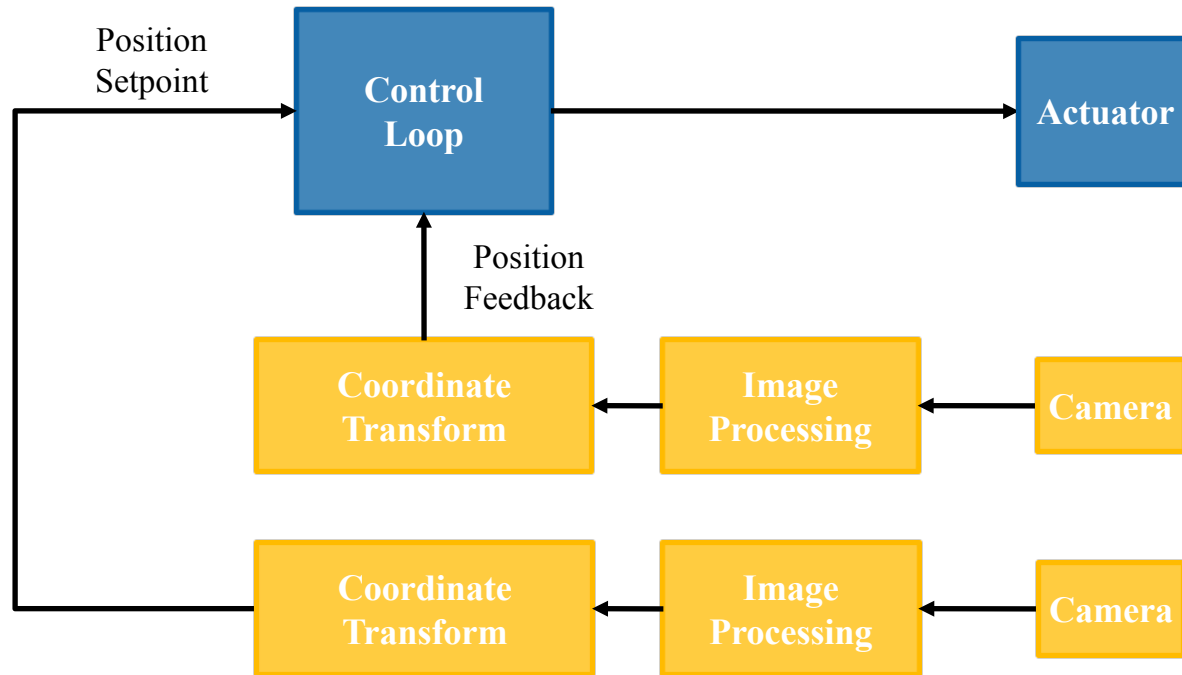 Position
Setpoint
Control
Loop
Actuator
Position
Feedback
Coordinate
Transform
Image
Processing
Camera
Coordinate
Transform
Image
Processing
Camera